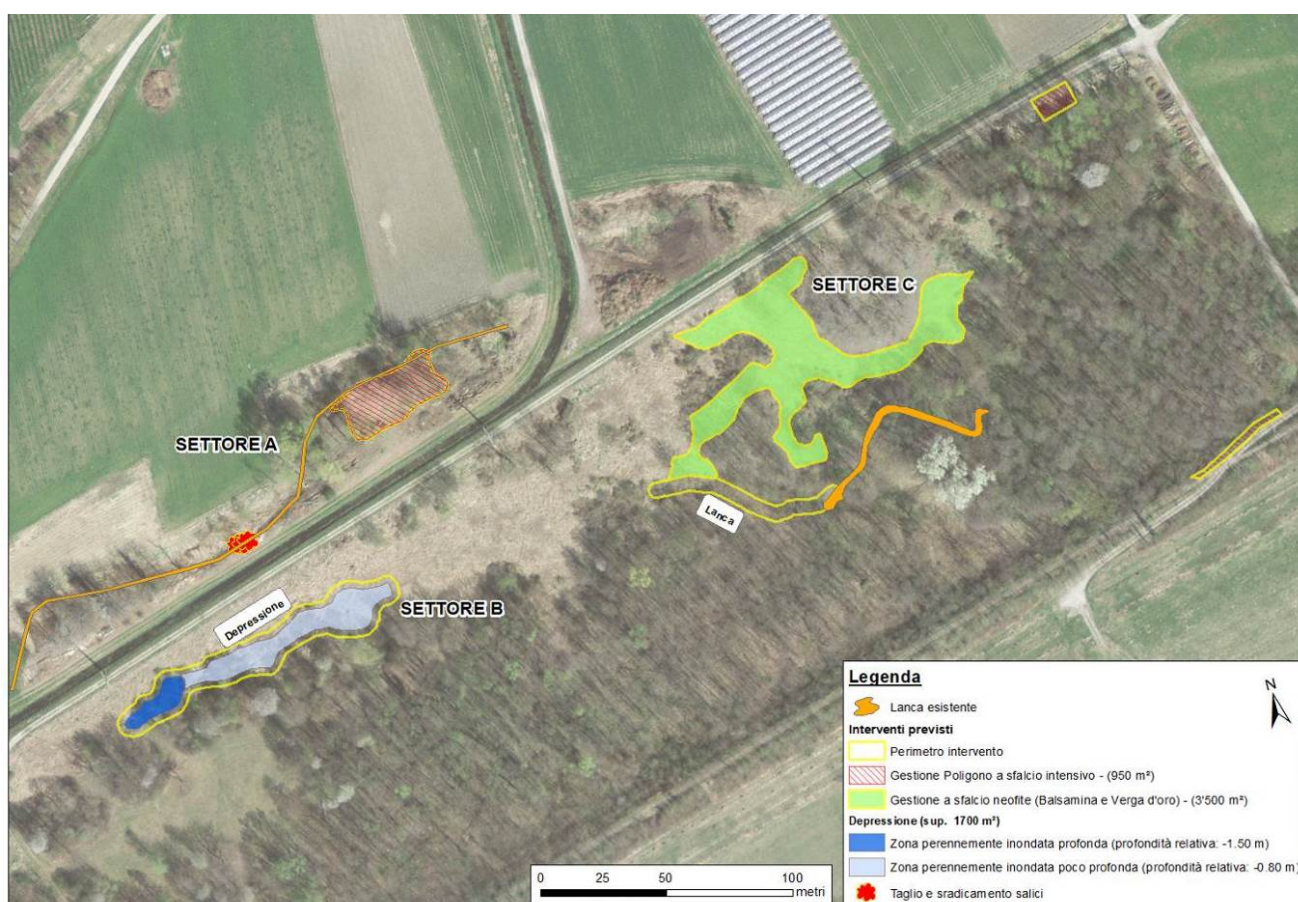 SETTORE C
SETTORE A
Lanca
Depressione
SETTORE B
Legenda
N
Lanca esistente
Interventi previsti
Perimetro intervento
Gestione Poligono a sfalcio intensivo - (950 m²)
Gestione a sfalcio neofite (Balsamina e Verga d'oro) - (3'500 m²)
Depressione (sup. 1700 m²)
Zona perennemente inondata profonda (profondità relativa: -1.50 m)
Zona perennemente inondata poco profonda (profondità relativa: -0.80 m)
Taglio e sradicamento salici
0 25 50 100
metri